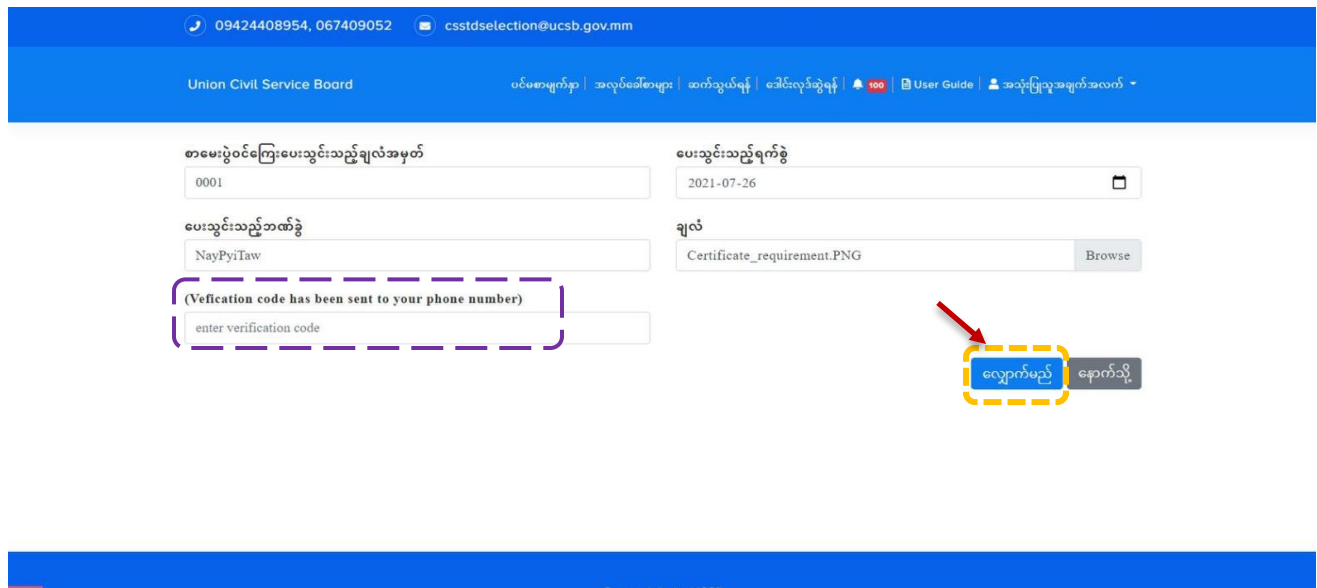 09424408954, 067409052 csstdselection@ucsb.gov.mm
Union Civil Service Board ပင်မစာမျက်နှာ | အလုပ်ခေါ်စာများ | ဆက်သွယ်ရန် | ဒေါင်းလုဒ်ဆွဲရန် | 100 | User Guide | အသုံးပြုသူအချက်အလက်
စာမေးပွဲဝင်ကြေးပေးသွင်းသည့်ချလံအမှတ် ပေးသွင်းသည့်ရက်စွဲ
0001 2021-07-26
ပေးသွင်းသည့်ဘဏ်ခွဲ ချလံ
NayPyiTaw Certificate_requirement.PNG Browse
(Vefication code has been sent to your phone number)
enter verification code
လျှောက်မည် နောက်သို့